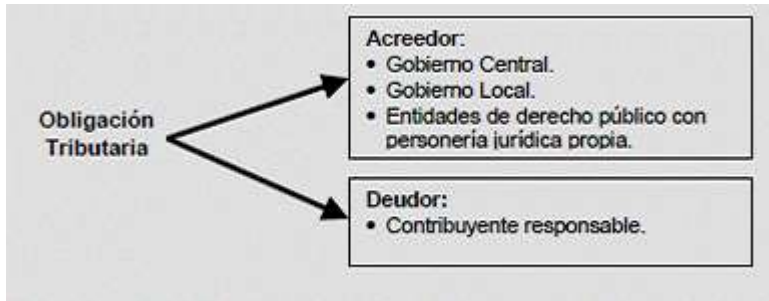 Obligación
Tributaria
Acreedor:
• Gobierno Central.
• Gobierno Local.
• Entidades de derecho público con
personería jurídica propia.
Deudor:
• Contribuyente responsable.